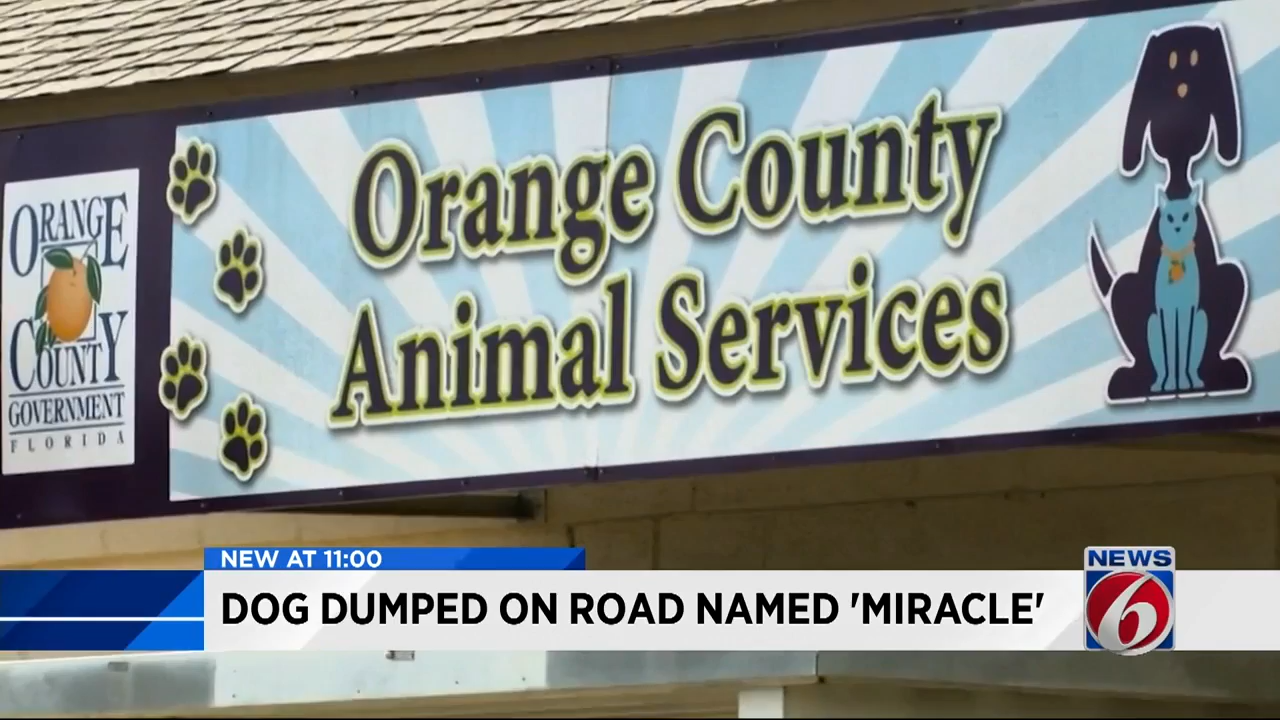 Orange County
Animal Services
ORANGE
COUNTY
GOVERNMENT
FLORIDA
NEW AT 11:00
DOG DUMPED ON ROAD NAMED 'MIRACLE'
NEWS
6